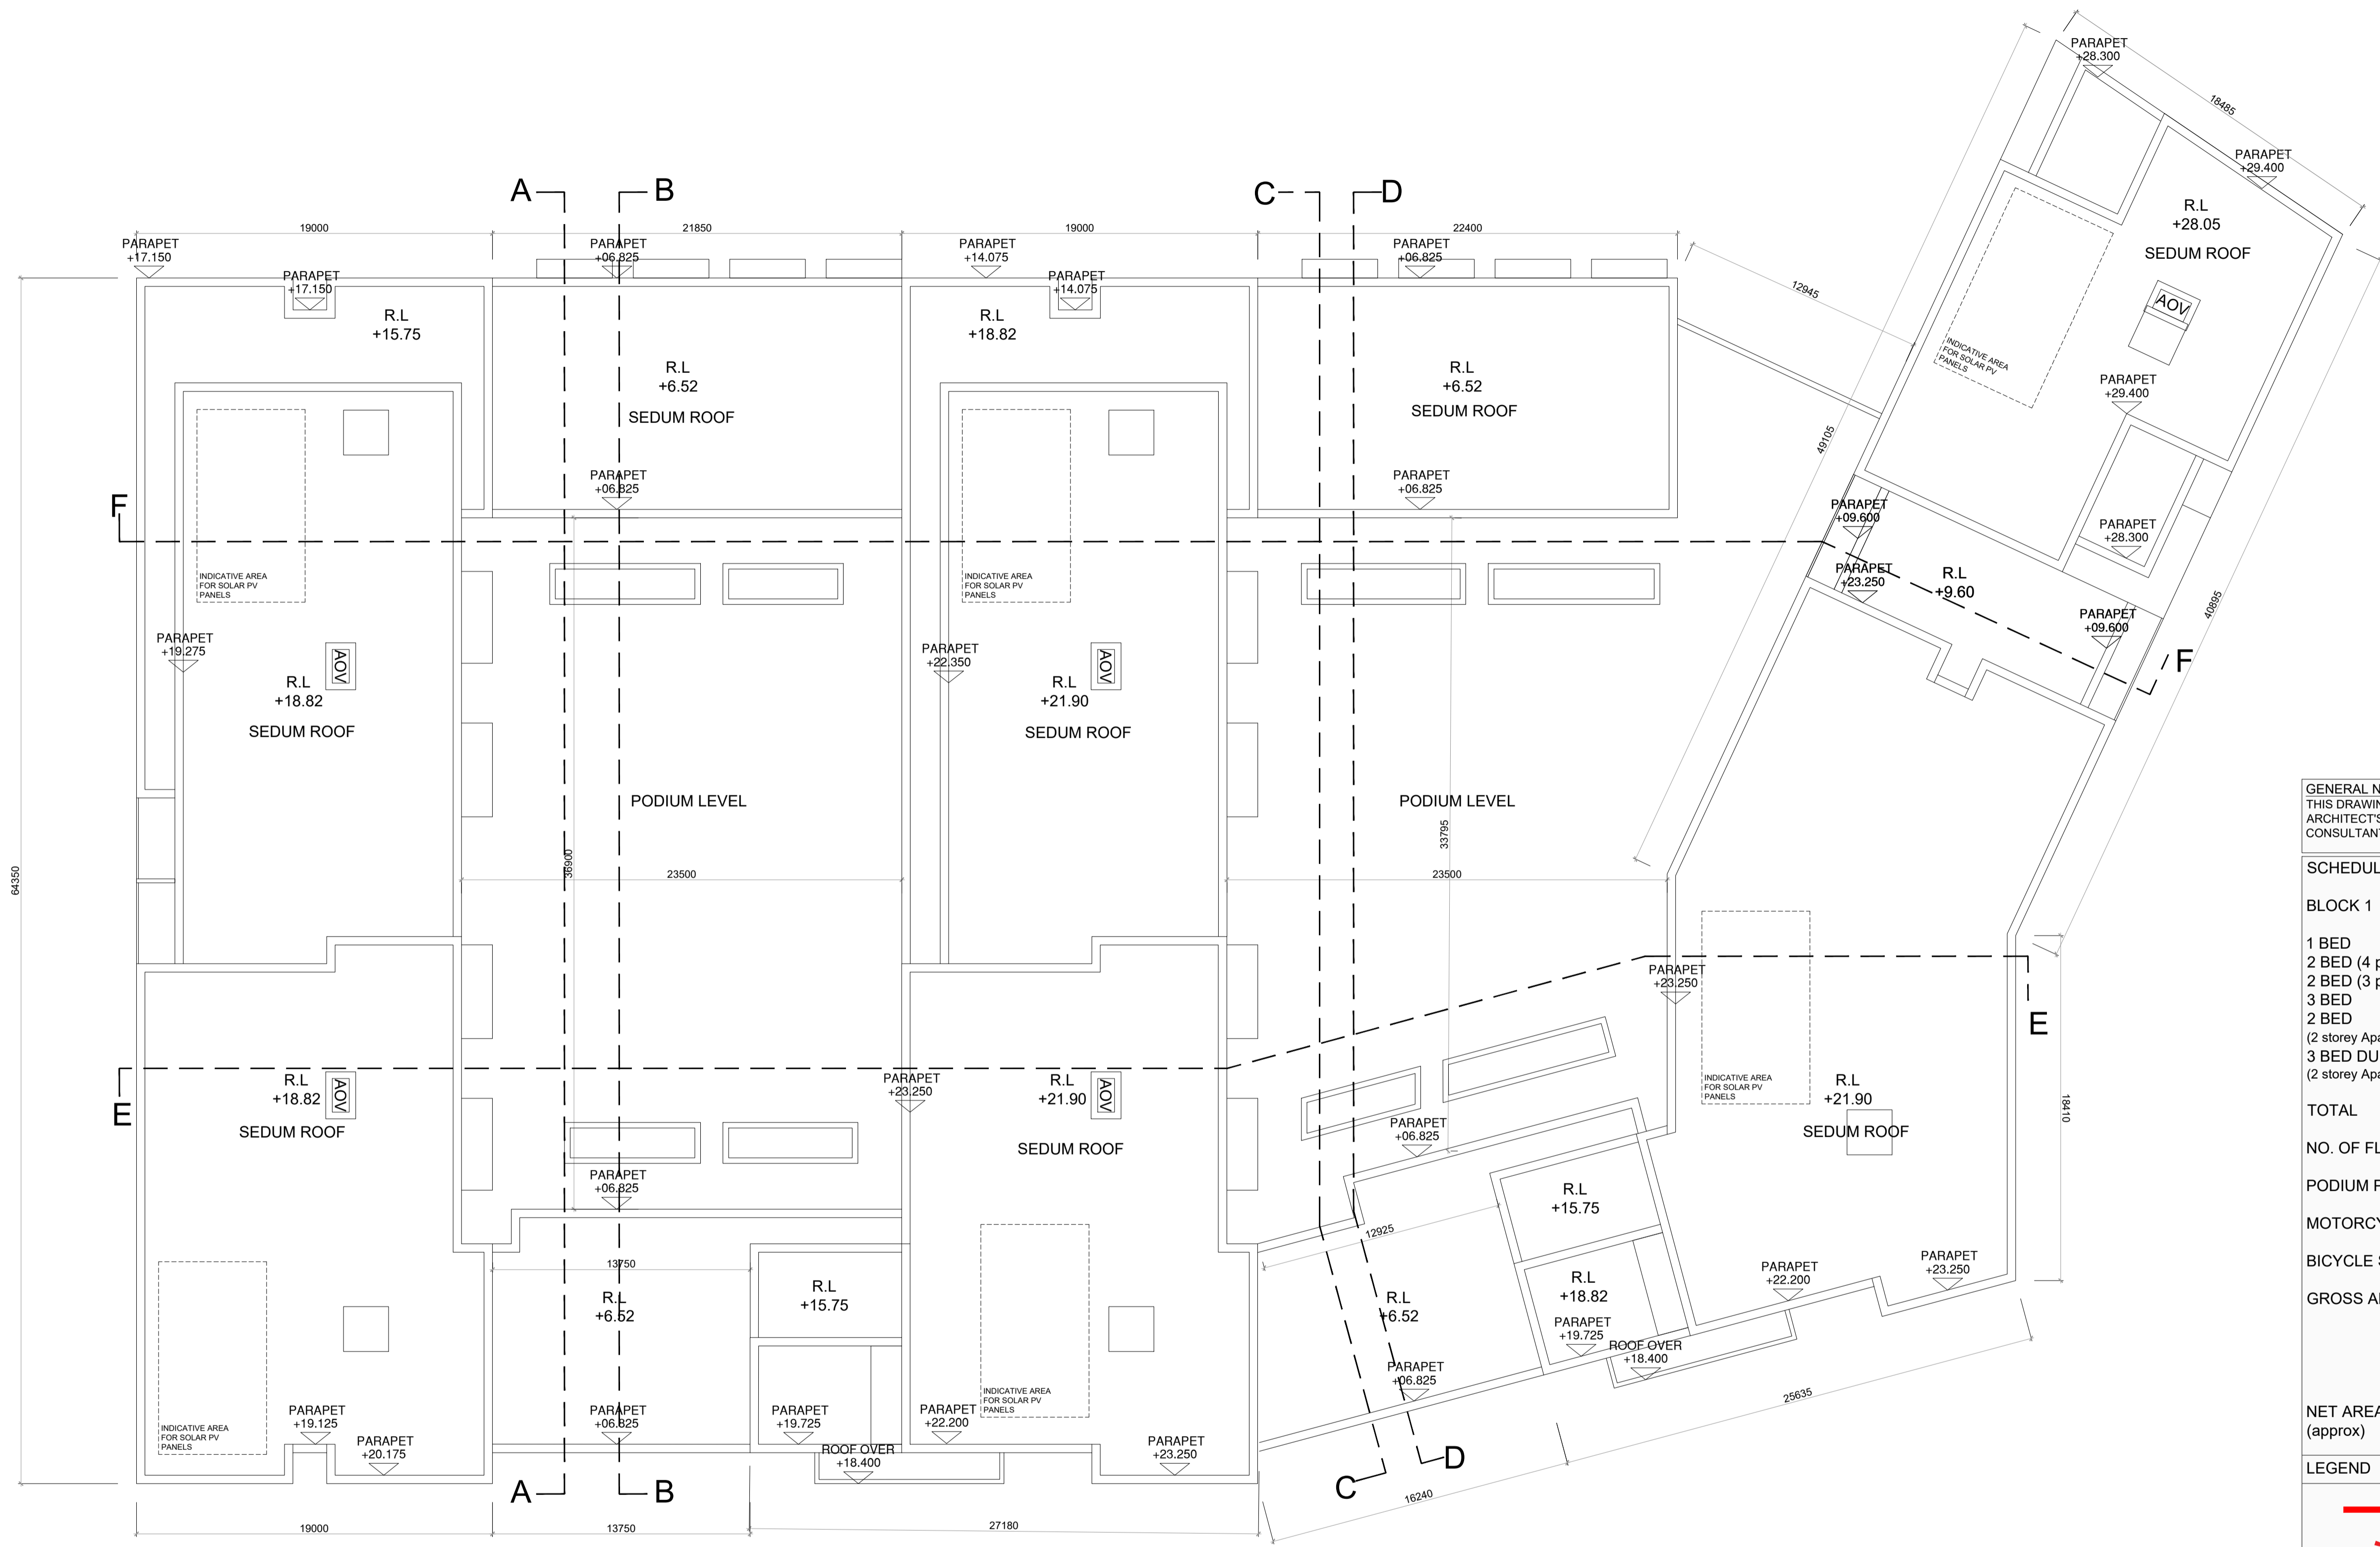 PARAPET
+28.300
18485
PARAPET
+29.400
R.L
+28.05
SEDUM ROOF
AOV
INDICATIVE AREA
FOR SOLAR PV
PANELS
PARAPET
+29.400
PARAPET
+28.300
12945
49105
40895
A
B
C
D
19000
21850
19000
22400
PARAPET
+17.150
PARAPET
+17.150
PARAPET
+06.825
PARAPET
+14.075
PARAPET
+14.075
PARAPET
+06.825
R.L
+15.75
R.L
+6.52
SEDUM ROOF
R.L
+18.82
R.L
+6.52
SEDUM ROOF
PARAPET
+06.825
PARAPET
+06.825
F
PARAPET
+09.600
PARAPET
+23.250
R.L
+9.60
PARAPET
+09.600
F
INDICATIVE AREA
FOR SOLAR PV
PANELS
INDICATIVE AREA
FOR SOLAR PV
PANELS
PARAPET
+19.275
AOV
R.L
+18.82
SEDUM ROOF
PARAPET
+22.350
AOV
R.L
+21.90
SEDUM ROOF
PODIUM LEVEL
PODIUM LEVEL
64350
36900
23500
33795
23500
PARAPET
+23.250
E
E
R.L
+18.82
AOV
SEDUM ROOF
PARAPET
+23.250
R.L
+21.90
AOV
SEDUM ROOF
INDICATIVE AREA
FOR SOLAR PV
PANELS
R.L
+21.90
SEDUM ROOF
18410
PARAPET
+06.825
PARAPET
+06.825
R.L
+15.75
12925
13750
R.L
+6.52
R.L
+15.75
R.L
+6.52
R.L
+18.82
PARAPET
+19.725
ROOF OVER
+18.400
PARAPET
+22.200
PARAPET
+23.250
PARAPET
+06.825
INDICATIVE AREA
FOR SOLAR PV
PANELS
INDICATIVE AREA
FOR SOLAR PV
PANELS
PARAPET
+19.125
PARAPET
+20.175
PARAPET
+06.825
PARAPET
+19.725
ROOF OVER
+18.400
PARAPET
+22.200
PARAPET
+23.250
A
B
C
D
19000
13750
27180
16240
25635
GENERAL N
THIS DRAWIN
ARCHITECT'S
CONSULTANT
SCHEDUL
BLOCK 1
1 BED
2 BED (4 p
2 BED (3 p
3 BED
2 BED
(2 storey Apa
3 BED DU
(2 storey Apa
TOTAL
NO. OF FL
PODIUM P
MOTORCY
BICYCLE S
GROSS A
NET AREA
(approx)
LEGEND